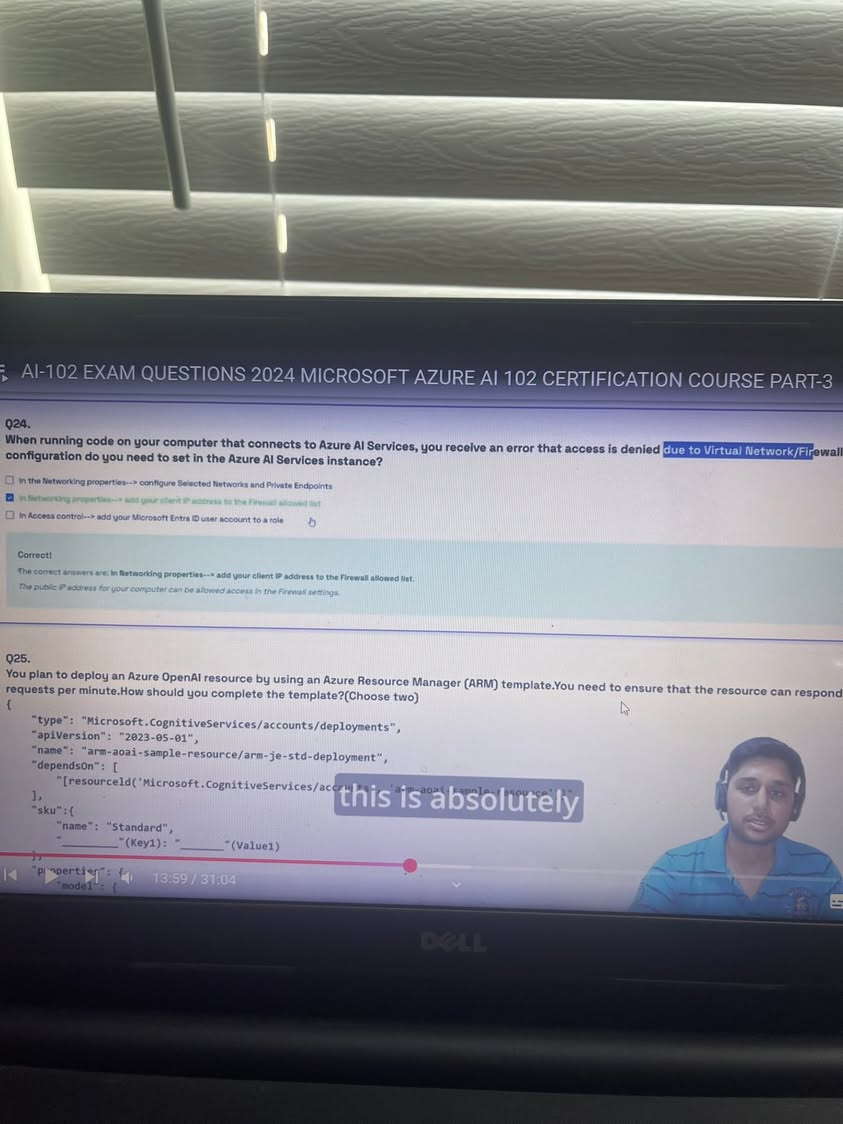 AI-102 EXAM QUESTIONS 2024 MICROSOFT AZURE AI 102 CERTIFICATION COURSE PART-3
Q24.
When running code on your computer that connects to Azure AI Services, you receive an error that access is denied due to Virtual Network/Firewall
configuration do you need to set in the Azure AI Services instance?
In the Networking properties--> configure Selected Networks and Private Endpoints
In Networking properties--> add your client IP address to the Firewall allowed list
In Access control--> add your Microsoft Entra ID user account to a role
Correct!
The correct answers are: In Networking properties--> add your client IP address to the Firewall allowed list.
The public IP address for your computer can be allowed access in the Firewall settings.
Q25.
You plan to deploy an Azure OpenAI resource by using an Azure Resource Manager (ARM) template.You need to ensure that the resource can respond
requests per minute.How should you complete the template?(Choose two)
{
"type": "Microsoft.CognitiveServices/accounts/deployments",
"apiVersion": "2023-05-01",
"name": "arm-aoai-sample-resource/arm-je-std-deployment",
"dependsOn": [
"[resourceId('Microsoft.CognitiveServices/accounts', 'arm-aoai-sample-resource')]"
this is absolutely
],
"sku":{
"name": "Standard",
"________"(Key1): "______"(Value1)
},
"properties": {
13:59 / 31:04
"model": {
DELL